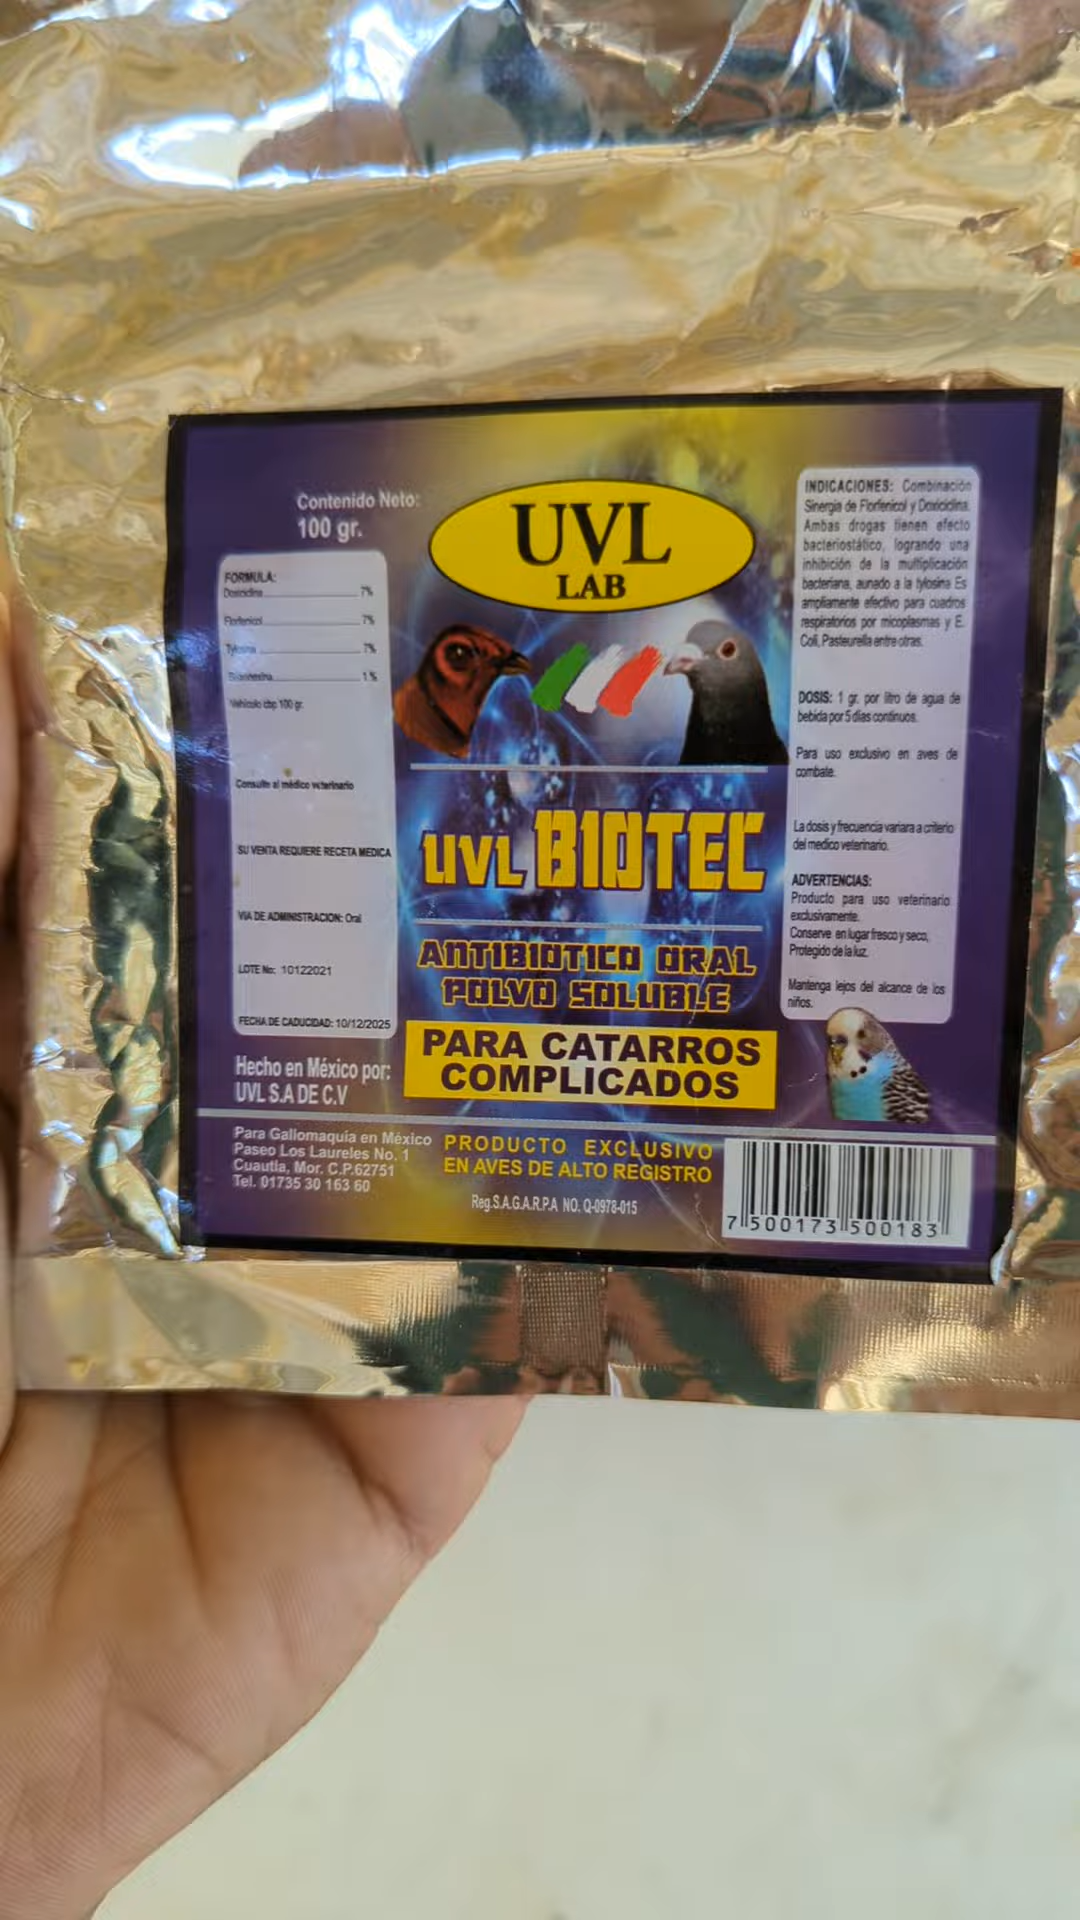 Contenido Neto:
100 gr.
FORMULA:
Doxiciclina 7%
Florfenicol 7%
Tylosina 7%
1 %
Vehiculo cbp 100 gr.
Consulte al médico veterinario
SU VENTA REQUIERE RECETA MEDICA
VIA DE ADMINISTRACION: Oral
LOTE No: 10122021
FECHA DE CADUCIDAD: 10/12/2025
Hecho en México por:
UVL S.A DE C.V
UVL
LAB
UVL BIOTEC
ANTIBIOTICO ORAL
POLVO SOLUBLE
PARA CATARROS
COMPLICADOS
INDICACIONES: Combinación
Sinergia de Florfenicol y Doxiciclina.
Ambas drogas tienen efecto
bacteriostático, logrando una
inhibición de la multiplicación
bacteriana, aunado a la tylosina Es
ampliamente efectivo para cuadros
respiratorios por micoplasmas y E.
Coli, Pasteurella entre otras.
DOSIS: 1 gr. por litro de agua de
bebida por 5 días continuos.
Para uso exclusivo en aves de
combate.
La dosis y frecuencia variara a criterio
del medico veterinario.
ADVERTENCIAS:
Producto para uso veterinario
exclusivamente.
Conserve en lugar fresco y seco,
Protegido de la luz.
Mantenga lejos del alcance de los
niños.
Para Gallomaquia en México
Paseo Los Laureles No. 1
Cuautla, Mor. C.P.62751
Tel. 01735 30 163 60
PRODUCTO EXCLUSIVO
EN AVES DE ALTO REGISTRO
Reg.S.A.G.A.R.P.A NO. Q-0978-015
7 500173 500183